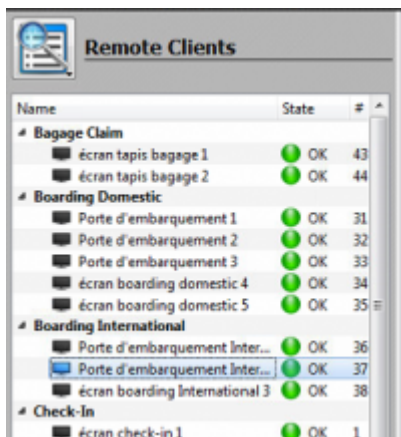 Remote Clients
Name State #
Bagage Claim
écran tapis bagage 1 OK 43
écran tapis bagage 2 OK 44
Boarding Domestic
Porte d'embarquement 1 OK 31
Porte d'embarquement 2 OK 32
Porte d'embarquement 3 OK 33
écran boarding domestic 4 OK 34
écran boarding domestic 5 OK 35
Boarding International
Porte d'embarquement Inter... OK 36
Porte d'embarquement Inter... OK 37
écran boarding International 3 OK 38
Check-In
écran check-in 1 OK 1